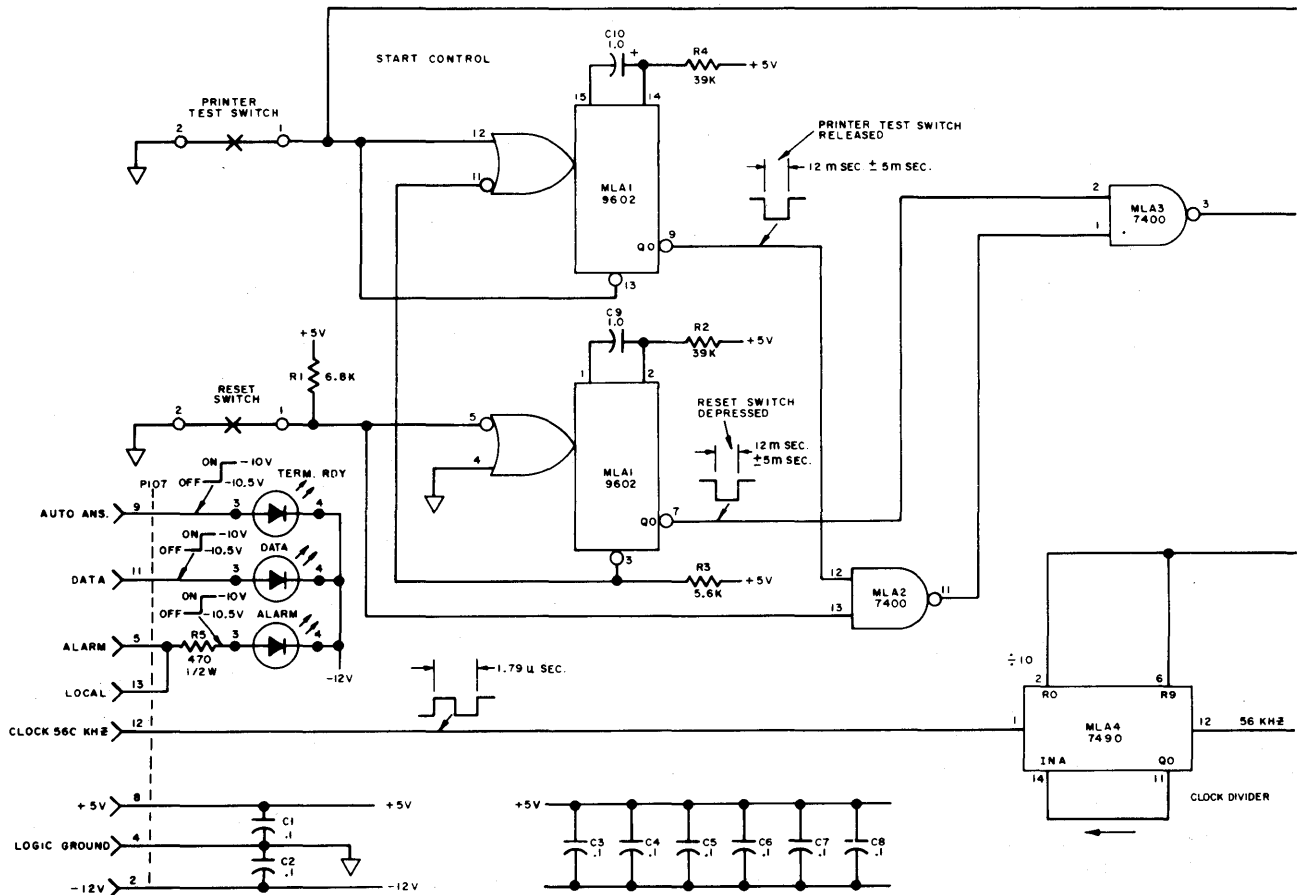 START CONTROL
C10
1.0
+
R4
39K
+5V
15
14
PRINTER
TEST SWITCH
2
1
12
11
MLA1
9602
Q0
9
13
PRINTER TEST SWITCH
RELEASED
12 m SEC. ± 5m SEC.
2
1
MLA3
7400
3
+5V
R1
6.8K
C9
1.0
R2
39K
+5V
1
2
RESET
SWITCH
2
1
5
4
MLA1
9602
Q0
7
3
RESET SWITCH
DEPRESSED
12 m SEC.
±5m SEC.
R3
5.6K
+5V
12
13
MLA2
7400
11
P107
ON
-10V
OFF
-10.5V
TERM. RDY
AUTO ANS.
9
3
4
ON
-10V
OFF
-10.5V
DATA
DATA
11
3
4
ON
-10V
OFF
-10.5V
ALARM
ALARM
5
R5
470
1/2W
3
4
-12V
LOCAL
13
1.79 µ SEC.
CLOCK 56C KHZ
12
÷10
2
R0
6
R9
1
MLA4
7490
12
56 KHZ
INA
Q0
14
11
CLOCK DIVIDER
+5V
8
+5V
C1
.1
LOGIC GROUND
4
C2
.1
-12V
2
-12V
+5V
C3
.1
C4
.1
C5
.1
C6
.1
C7
.1
C8
.1